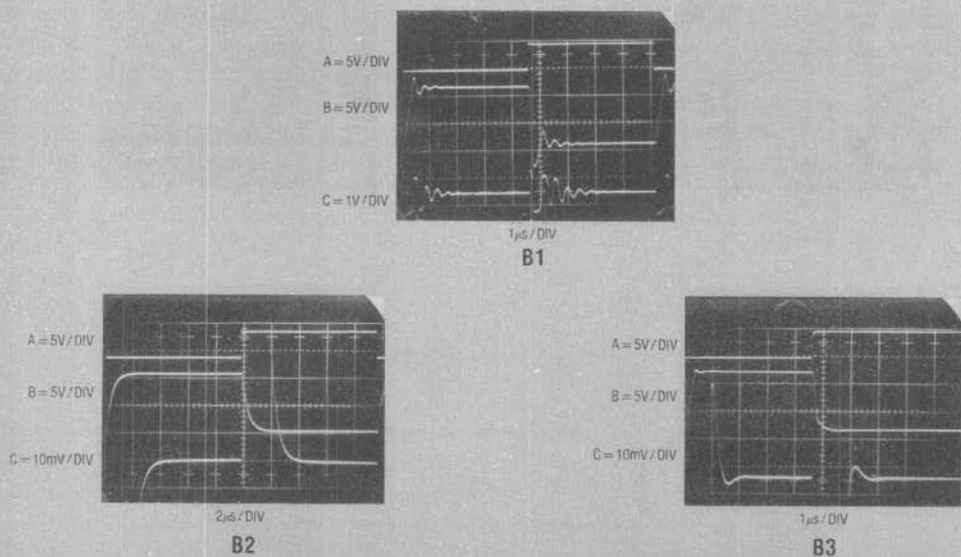 A = 5V/DIV
B = 5V/DIV
C = 1V/DIV
1μs/DIV
B1
A = 5V/DIV
B = 5V/DIV
C = 10mV/DIV
2μs/DIV
B2
A = 5V/DIV
B = 5V/DIV
C = 10mV/DIV
1μs/DIV
B3